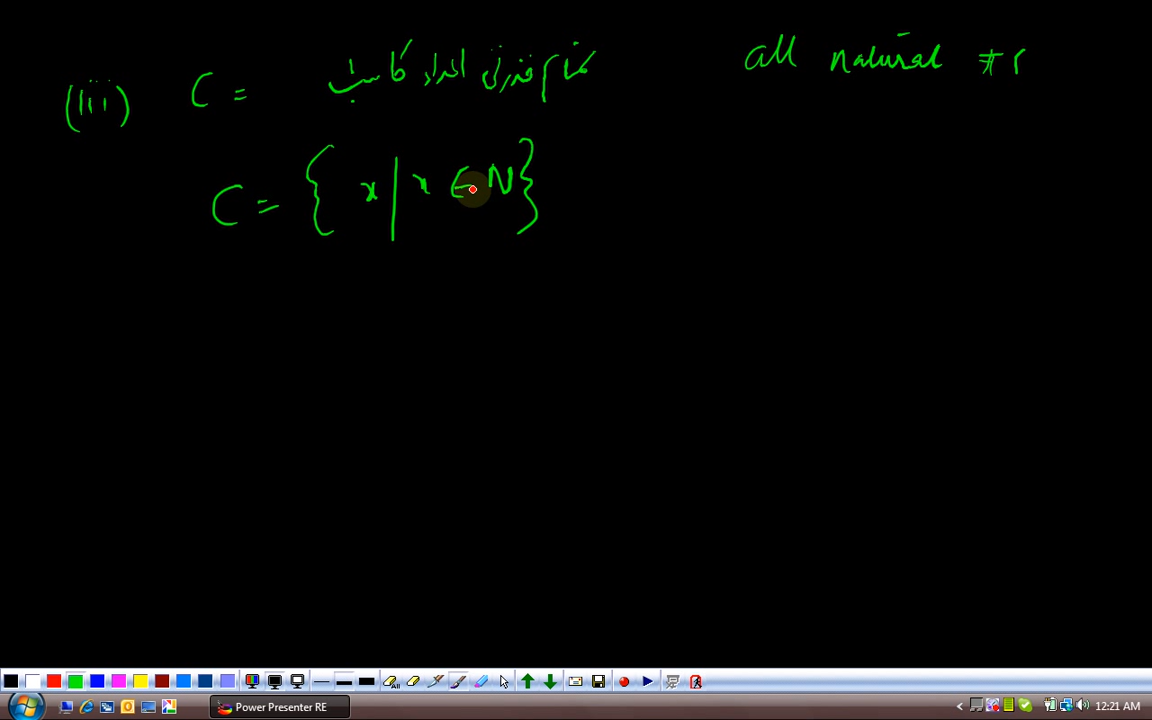 (iii) C = تمام قدرتی اعداد کا سیٹ all natural #s
C = { x | x ∈ N }
Power Presenter RE
12:21 AM